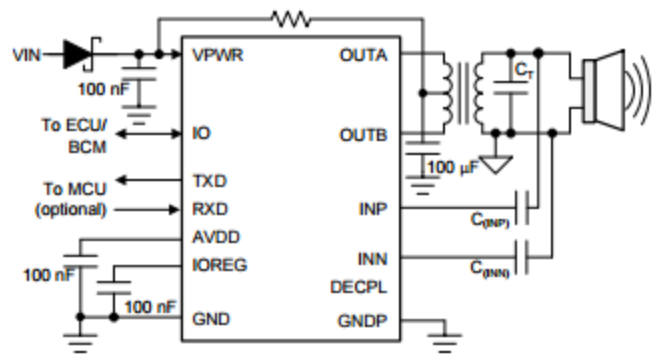 VIN
VPWR
OUTA
100 nF
C_T
To ECU/
BCM
IO
OUTB
100 µF
TXD
To MCU
(optional)
RXD
INP
C_(INP)
AVDD
100 nF
IOREG
INN
C_(INN)
100 nF
DECPL
GND
GNDP